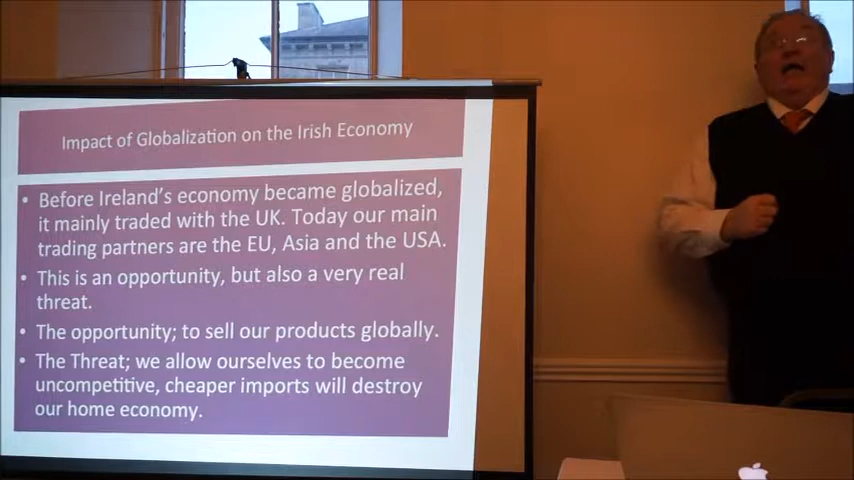 Impact of Globalization on the Irish Economy
• Before Ireland's economy became globalized,
it mainly traded with the UK. Today our main
trading partners are the EU, Asia and the USA.
• This is an opportunity, but also a very real
threat.
• The opportunity; to sell our products globally.
• The Threat; we allow ourselves to become
uncompetitive, cheaper imports will destroy
our home economy.